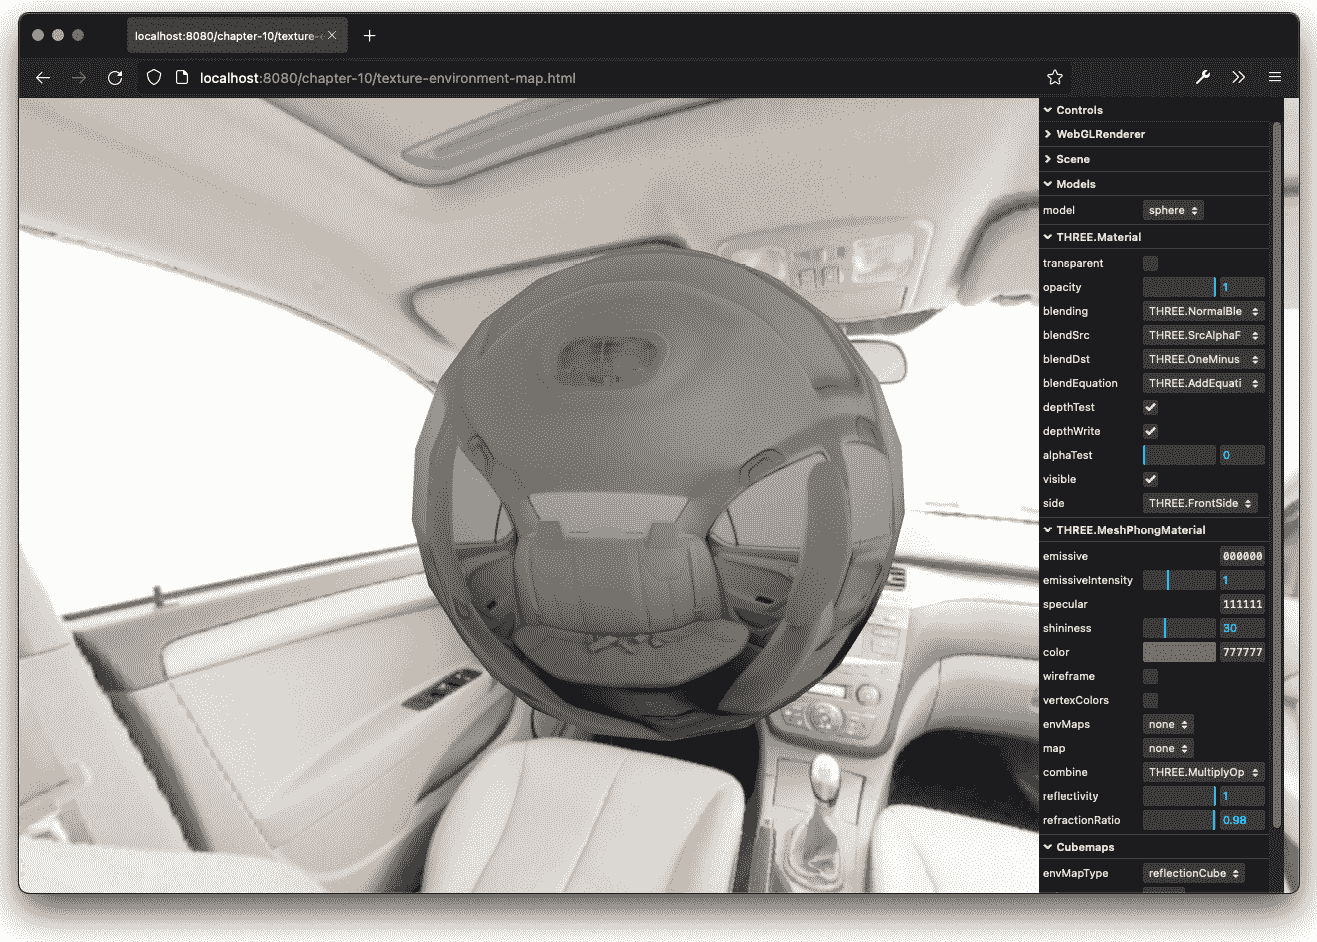 localhost:8080/chapter-10/texture-
localhost:8080/chapter-10/texture-environment-map.html
Controls
WebGLRenderer
Scene
Models
model sphere
THREE.Material
transparent
opacity 1
blending THREE.NormalBle
blendSrc THREE.SrcAlphaF
blendDst THREE.OneMinus
blendEquation THREE.AddEquati
depthTest
depthWrite
alphaTest 0
visible
side THREE.FrontSide
THREE.MeshPhongMaterial
emissive 000000
emissiveIntensity 1
specular 111111
shininess 30
color 777777
wireframe
vertexColors
envMaps none
map none
combine THREE.MultiplyOp
reflectivity 1
refractionRatio 0.98
Cubemaps
envMapType reflectionCube